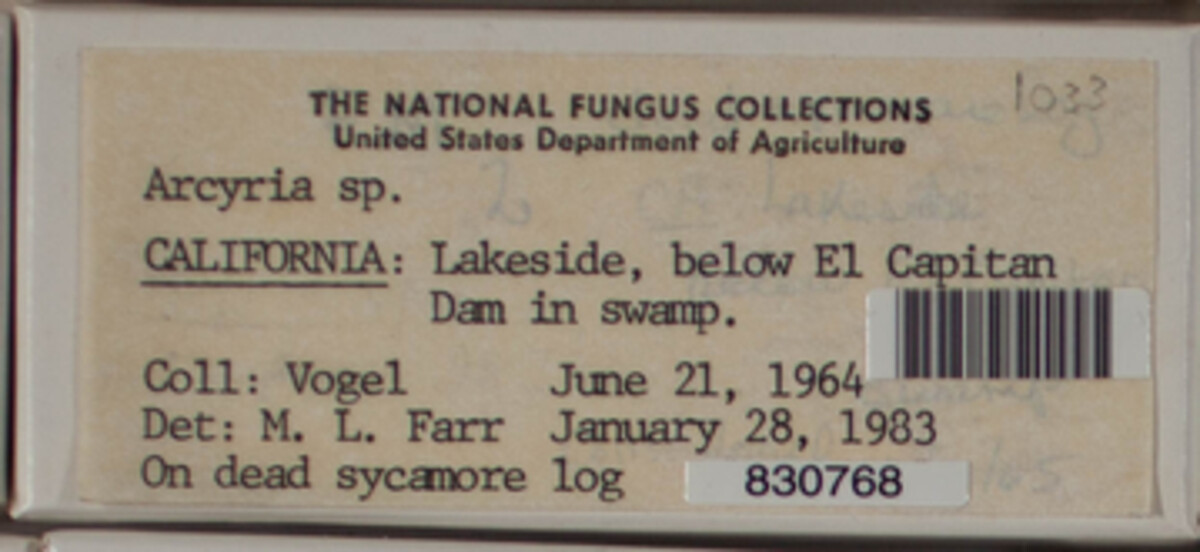 1033
THE NATIONAL FUNGUS COLLECTIONS
United States Department of Agriculture
Arcyria sp.
CALIFORNIA: Lakeside, below El Capitan
Dam in swamp.
Coll: Vogel June 21, 1964
Det: M. L. Farr January 28, 1983
On dead sycamore log
830768